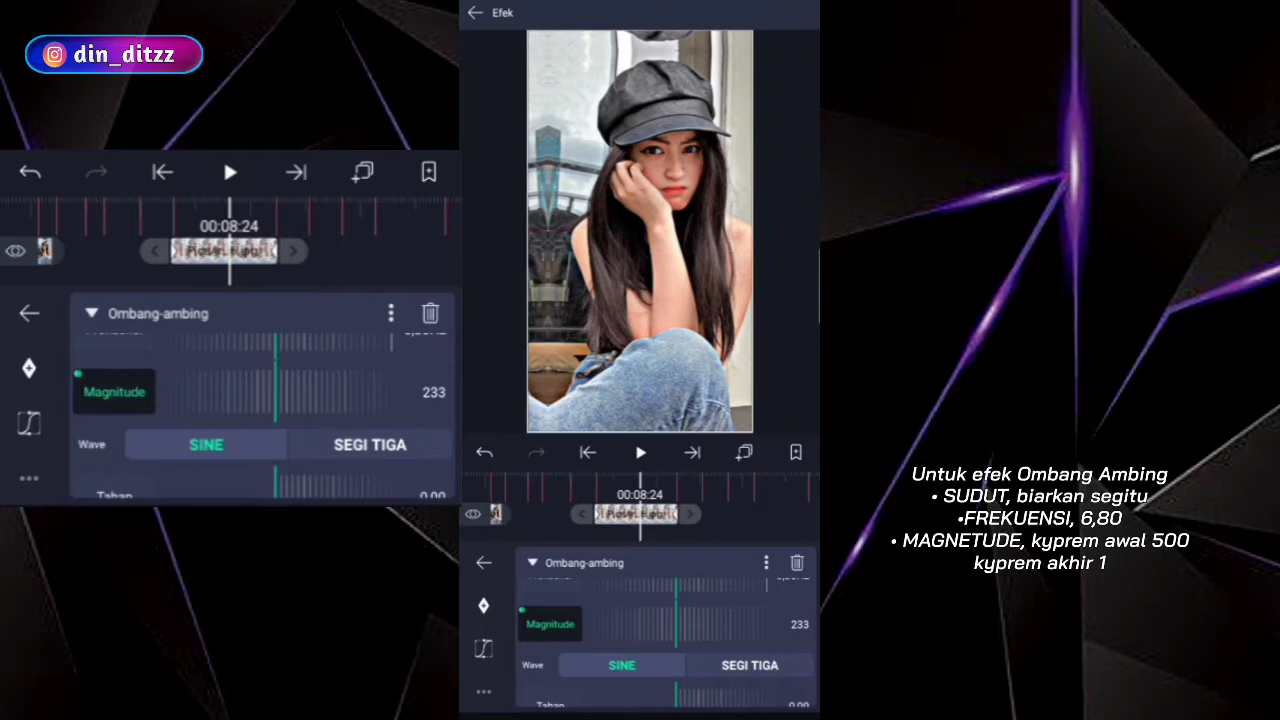 din_ditzz
00:08:24
Ombang-ambing
Magnitude
233
Wave
SINE
SEGI TIGA
Tahan
0,00
Efek
00:08:24
Ombang-ambing
Magnitude
233
Wave
SINE
SEGI TIGA
Tahan
0,00
Untuk efek Ombang Ambing
• SUDUT, biarkan segitu
•FREKUENSI, 6,80
• MAGNETUDE, kyprem awal 500
kyprem akhir 1